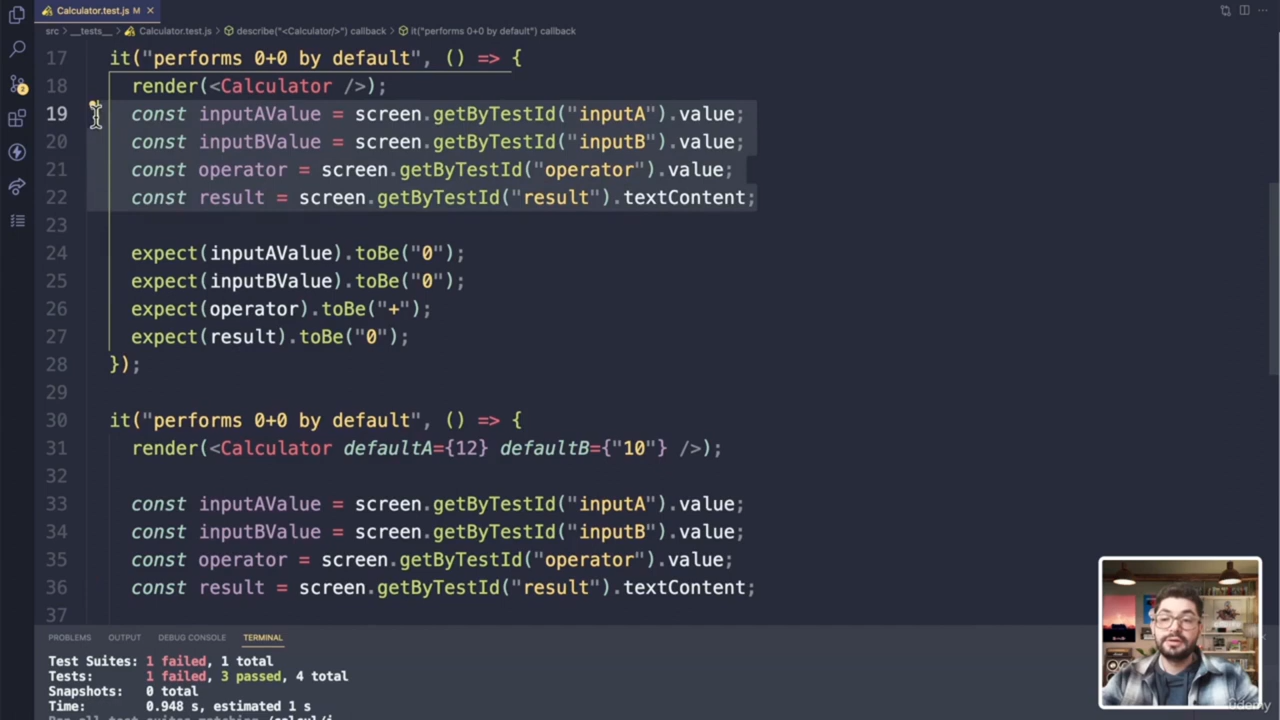 Calculator.test.js M
src > __tests__ > Calculator.test.js > describe("<Calculator/>") callback > it("performs 0+0 by default") callback
17 it("performs 0+0 by default", () => {
18 render(<Calculator />);
19 const inputAValue = screen.getByTestId("inputA").value;
20 const inputBValue = screen.getByTestId("inputB").value;
21 const operator = screen.getByTestId("operator").value;
22 const result = screen.getByTestId("result").textContent;
23
24 expect(inputAValue).toBe("0");
25 expect(inputBValue).toBe("0");
26 expect(operator).toBe("+");
27 expect(result).toBe("0");
28 });
29
30 it("performs 0+0 by default", () => {
31 render(<Calculator defaultA={12} defaultB={"10"} />);
32
33 const inputAValue = screen.getByTestId("inputA").value;
34 const inputBValue = screen.getByTestId("inputB").value;
35 const operator = screen.getByTestId("operator").value;
36 const result = screen.getByTestId("result").textContent;
37
PROBLEMS OUTPUT DEBUG CONSOLE TERMINAL
Test Suites: 1 failed, 1 total
Tests: 1 failed, 3 passed, 4 total
Snapshots: 0 total
Time: 0.948 s, estimated 1 s
2
udemy